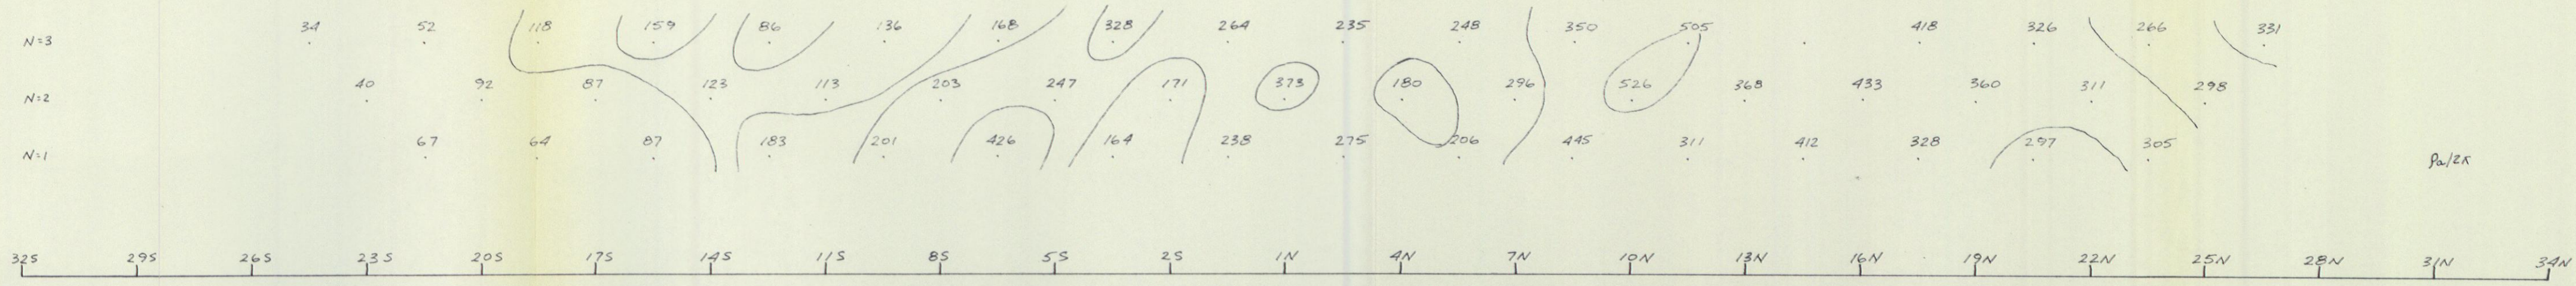 N=3 34 52 118 159 86 136 168 328 264 235 248 350 505 418 326 266 331
N=2 40 92 87 123 113 203 247 171 373 180 296 526 368 433 360 311 298
N=1 67 64 87 183 201 426 164 238 275 206 445 311 412 328 297 305 ρa/2π
32S 29S 26S 23S 20S 17S 14S 11S 8S 5S 2S 1N 4N 7N 10N 13N 16N 19N 22N 25N 28N 31N 34N